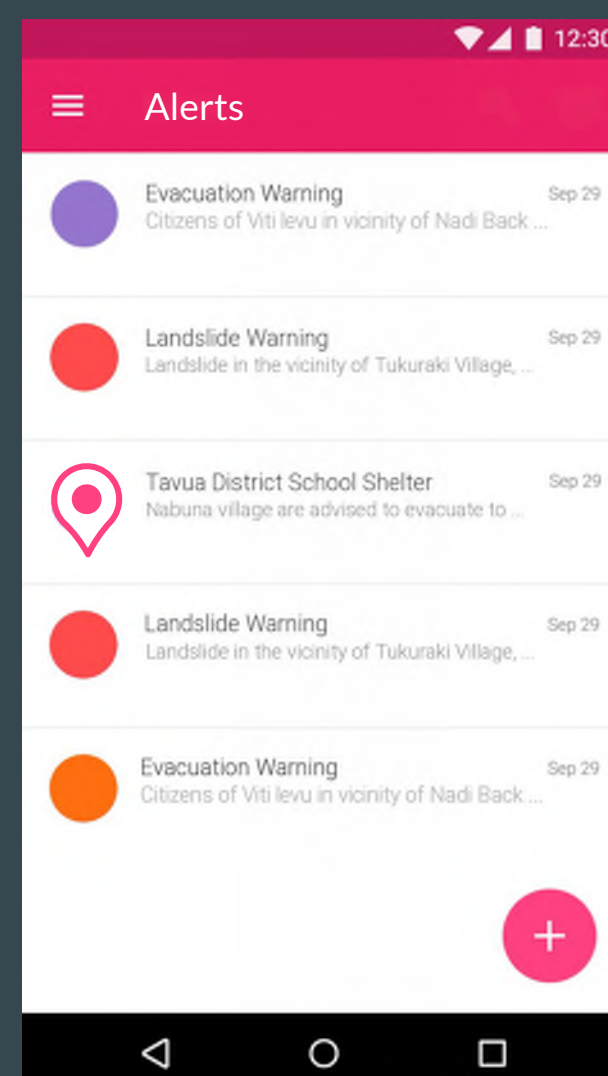 12:30
Alerts
Evacuation Warning
Sep 29
Citizens of Viti levu in vicinity of Nadi Back ...
Landslide Warning
Sep 29
Landslide in the vicinity of Tukuraki Village, ...
Tavua District School Shelter
Sep 29
Nabuna village are advised to evacuate to ...
Landslide Warning
Sep 29
Landslide in the vicinity of Tukuraki Village, ...
Evacuation Warning
Sep 29
Citizens of Viti levu in vicinity of Nadi Back ...
+